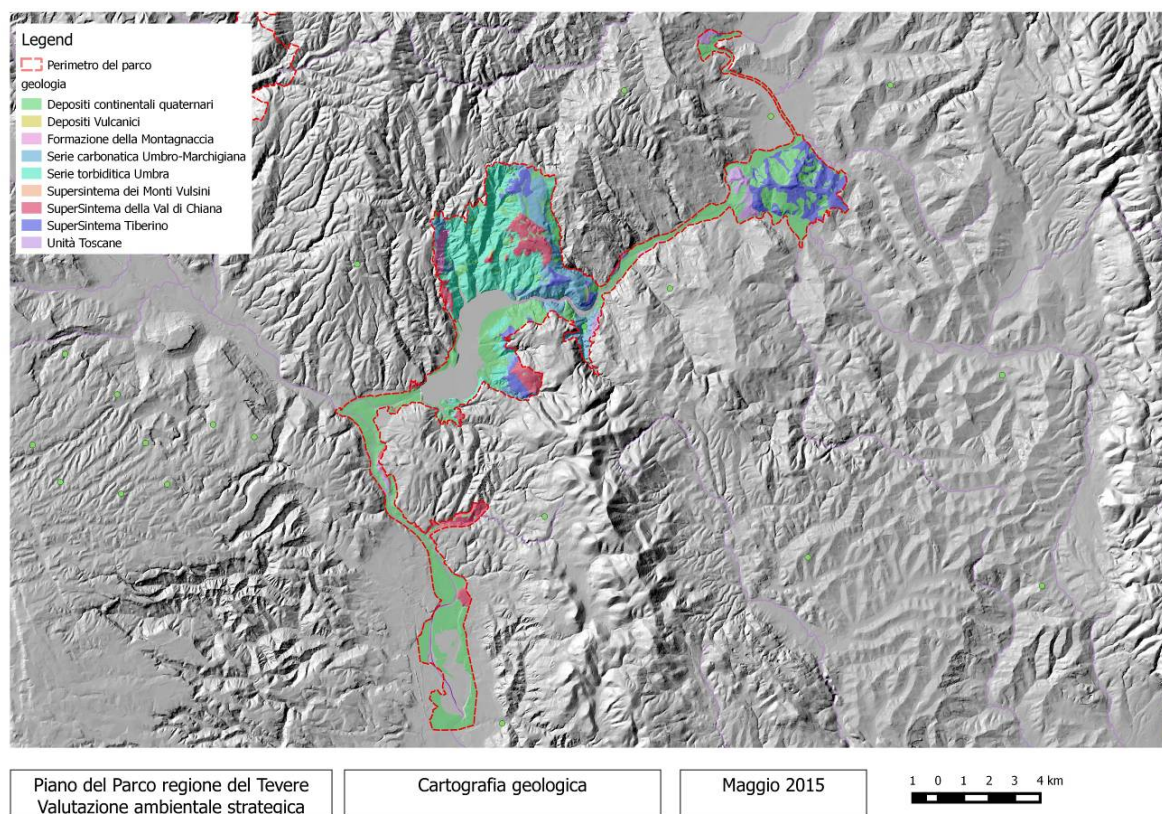 Legend
Perimetro del parco
geologia
Depositi continentali quaternari
Depositi Vulcanici
Formazione della Montagnaccia
Serie carbonatica Umbro-Marchigiana
Serie torbiditica Umbra
Supersintema dei Monti Vulsini
SuperSintema della Val di Chiana
SuperSintema Tiberino
Unità Toscane
Piano del Parco regione del Tevere
Valutazione ambientale strategica
Cartografia geologica
Maggio 2015
1 0 1 2 3 4 km